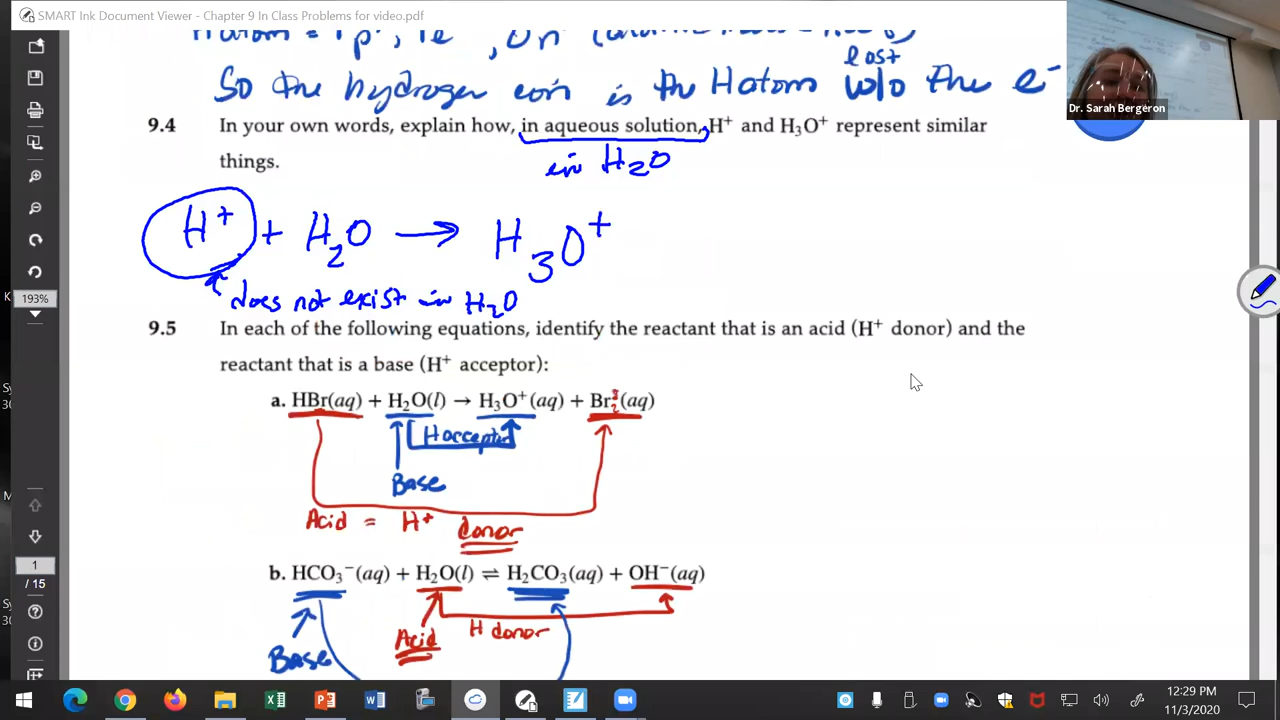 SMART Ink Document Viewer - Chapter 9 In Class Problems for video.pdf
H atom = 1p+, 1e-, 0n
lost
So the hydrogen ion is the H atom w/o the e-
Dr. Sarah Bergeron
9.4 In your own words, explain how, in aqueous solution, H⁺ and H₃O⁺ represent similar
things.
in H₂O
H⁺ + H₂O → H₃O⁺
does not exist in H₂O
193%
9.5 In each of the following equations, identify the reactant that is an acid (H⁺ donor) and the
reactant that is a base (H⁺ acceptor):
a. HBr(aq) + H₂O(l) → H₃O⁺(aq) + Br⁻(aq)
H acceptor
Base
Acid = H⁺ donor
1
/ 15
b. HCO₃⁻(aq) + H₂O(l) ⇌ H₂CO₃(aq) + OH⁻(aq)
H donor
Acid
Base
12:29 PM
11/3/2020